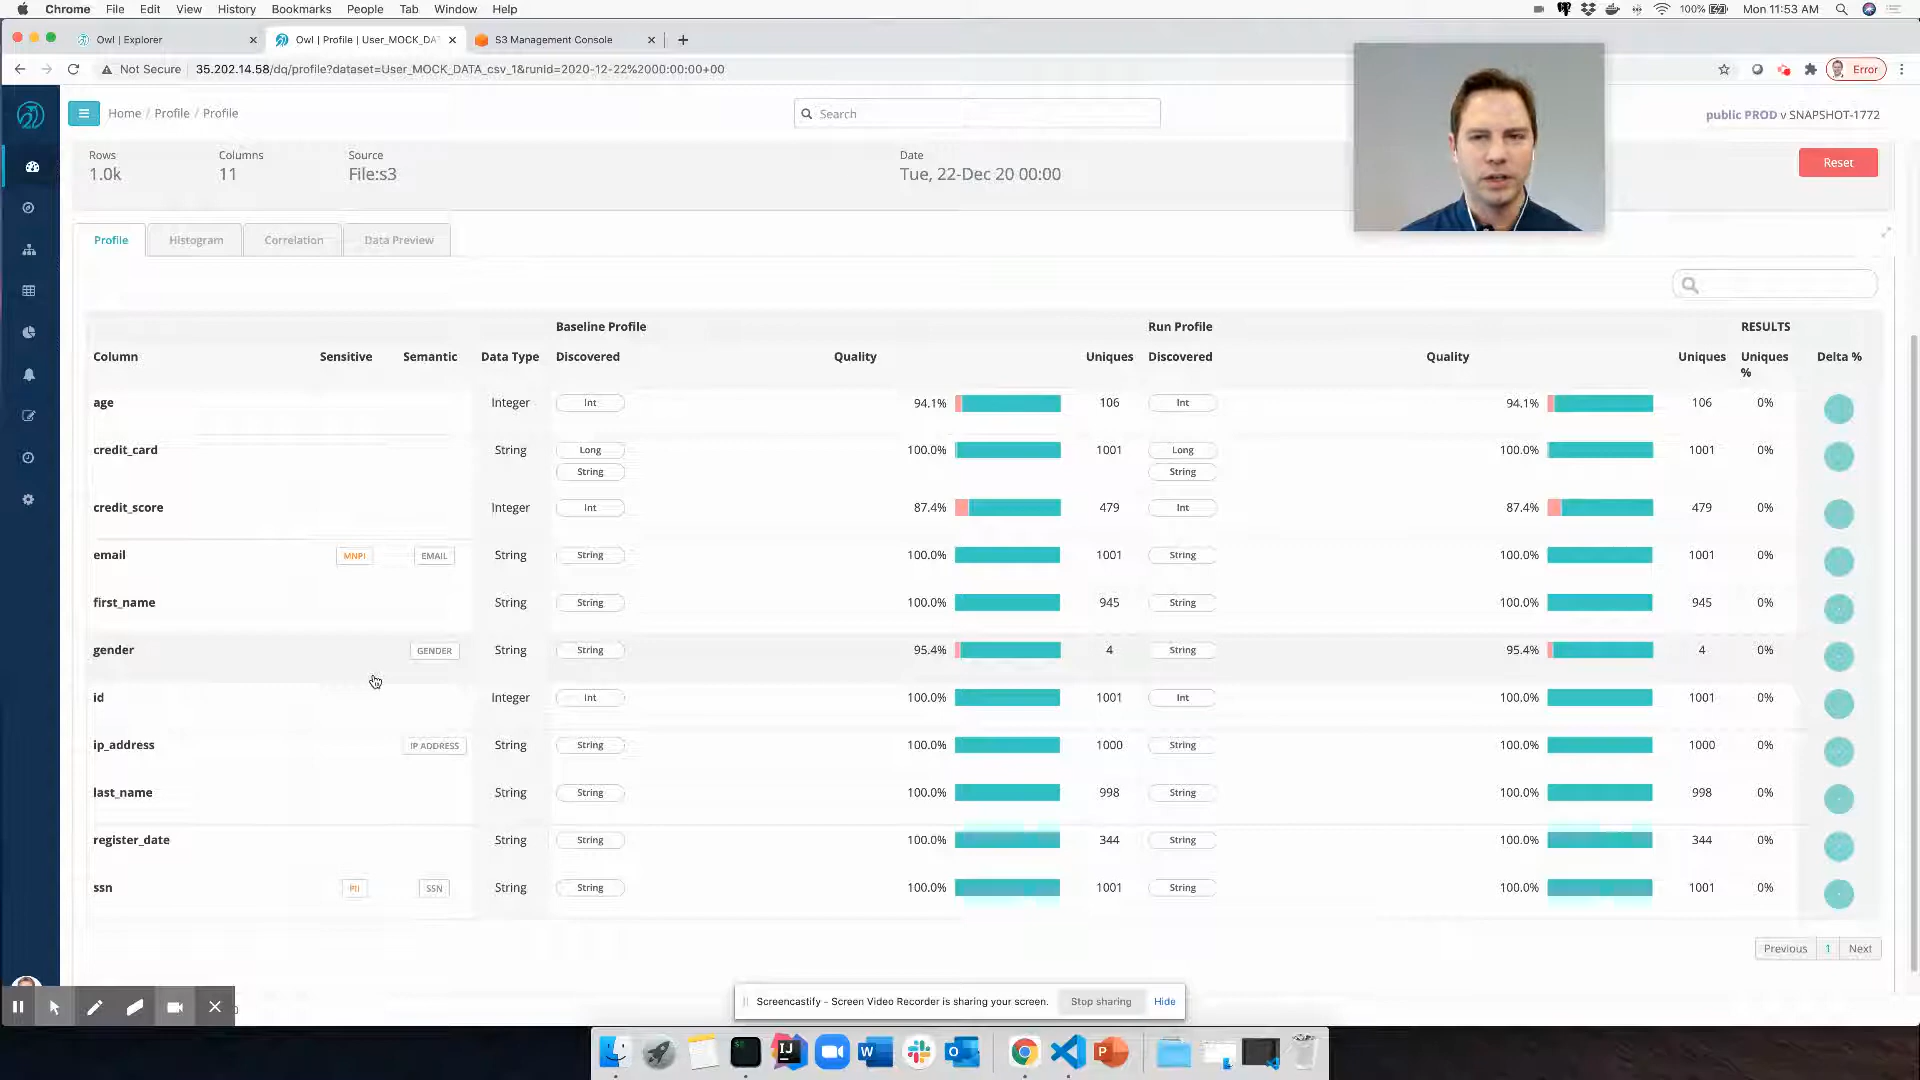 Chrome File Edit View History Bookmarks People Tab Window Help 100% Mon 11:53 AM
Owl | Explorer Owl | Profile | User_MOCK_DA S3 Management Console
Not Secure 35.202.14.58/dq/profile?dataset=User_MOCK_DATA_csv_1&runId=2020-12-22%2000:00:00+00 Error
Home / Profile / Profile Search public PROD v SNAPSHOT-1772
Rows Columns Source Date
1.0k 11 File:s3 Tue, 22-Dec 20 00:00 Reset
Profile Histogram Correlation Data Preview
Baseline Profile Run Profile RESULTS
Column Sensitive Semantic Data Type Discovered Quality Uniques Discovered Quality Uniques Uniques % Delta %
age Integer Int 94.1% 106 Int 94.1% 106 0%
credit_card String Long 100.0% 1001 Long 100.0% 1001 0%
String String
credit_score Integer Int 87.4% 479 Int 87.4% 479 0%
email MNPI EMAIL String String 100.0% 1001 String 100.0% 1001 0%
first_name String String 100.0% 945 String 100.0% 945 0%
gender GENDER String String 95.4% 4 String 95.4% 4 0%
id Integer Int 100.0% 1001 Int 100.0% 1001 0%
ip_address IP ADDRESS String String 100.0% 1000 String 100.0% 1000 0%
last_name String String 100.0% 998 String 100.0% 998 0%
register_date String String 100.0% 344 String 100.0% 344 0%
ssn PII SSN String String 100.0% 1001 String 100.0% 1001 0%
Previous 1 Next
Screencastify - Screen Video Recorder is sharing your screen. Stop sharing Hide